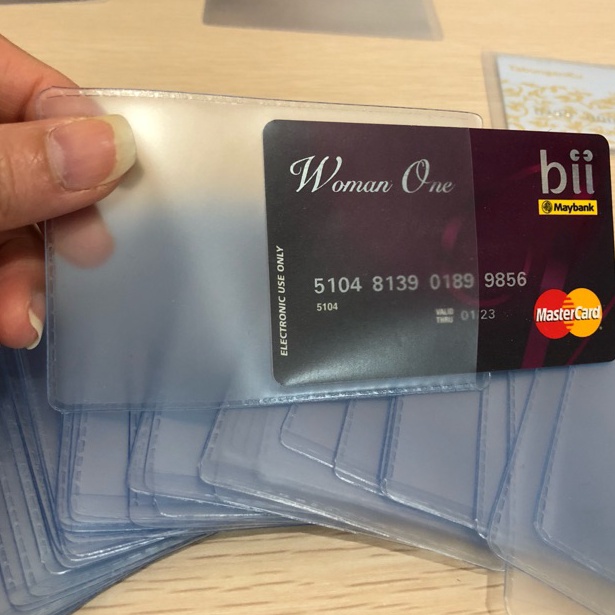 Woman One
bii
Maybank
ELECTRONIC USE ONLY
5104 8139 0189 9856
5104
VALID THRU 01/23
MasterCard